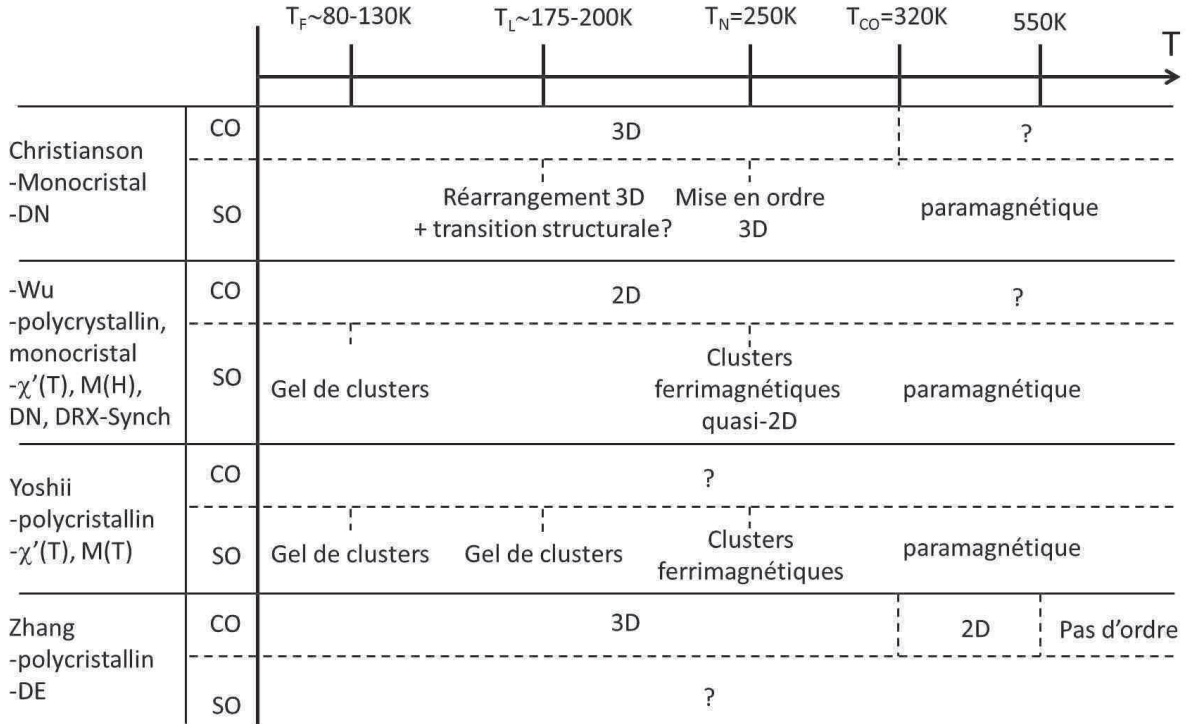 T_F~80-130K T_L~175-200K T_N=250K T_CO=320K 550K
T
Christianson
-Monocristal
-DN
CO
3D
?
SO
Réarrangement 3D
+ transition structurale?
Mise en ordre
3D
paramagnétique
-Wu
-polycrystallin,
monocristal
-χ'(T), M(H),
DN, DRX-Synch
CO
2D
?
SO
Gel de clusters
Clusters
ferrimagnétiques
quasi-2D
paramagnétique
Yoshii
-polycristallin
-χ'(T), M(T)
CO
?
SO
Gel de clusters
Gel de clusters
Clusters
ferrimagnétiques
paramagnétique
Zhang
-polycristallin
-DE
CO
3D
2D
Pas d'ordre
SO
?